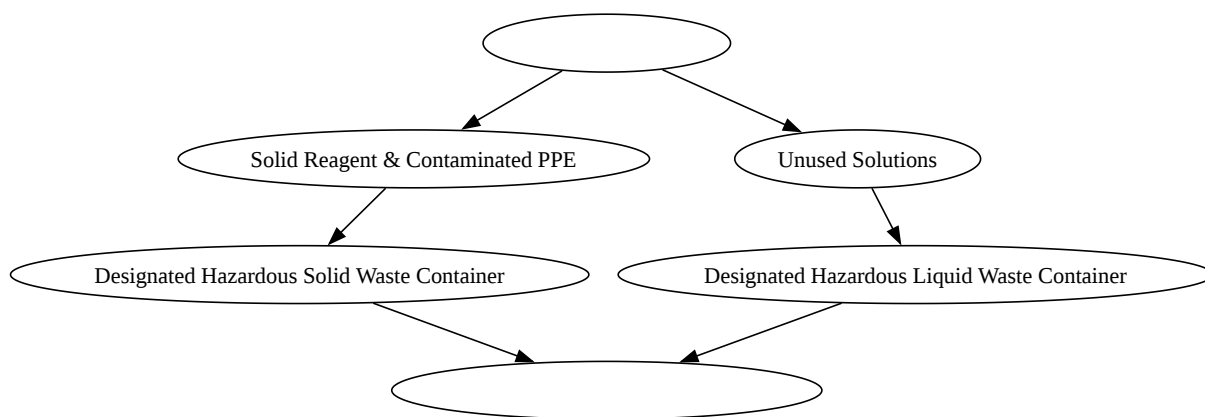 Solid Reagent & Contaminated PPE
Unused Solutions
Designated Hazardous Solid Waste Container
Designated Hazardous Liquid Waste Container